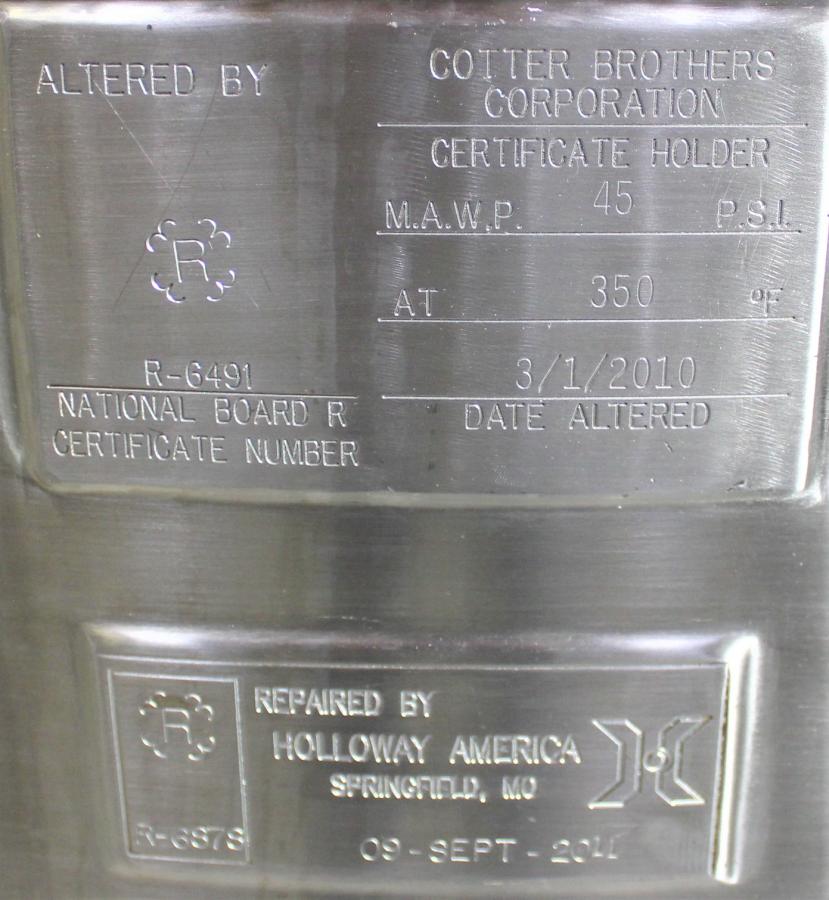 ALTERED BY
R
R-6491
NATIONAL BOARD R
CERTIFICATE NUMBER
COTTER BROTHERS
CORPORATION
CERTIFICATE HOLDER
M.A.W.P. 45 P.S.I.
AT 350 °F
3/1/2010
DATE ALTERED
R
REPAIRED BY
HOLLOWAY AMERICA
SPRINGFIELD, MO
09-SEPT-2011